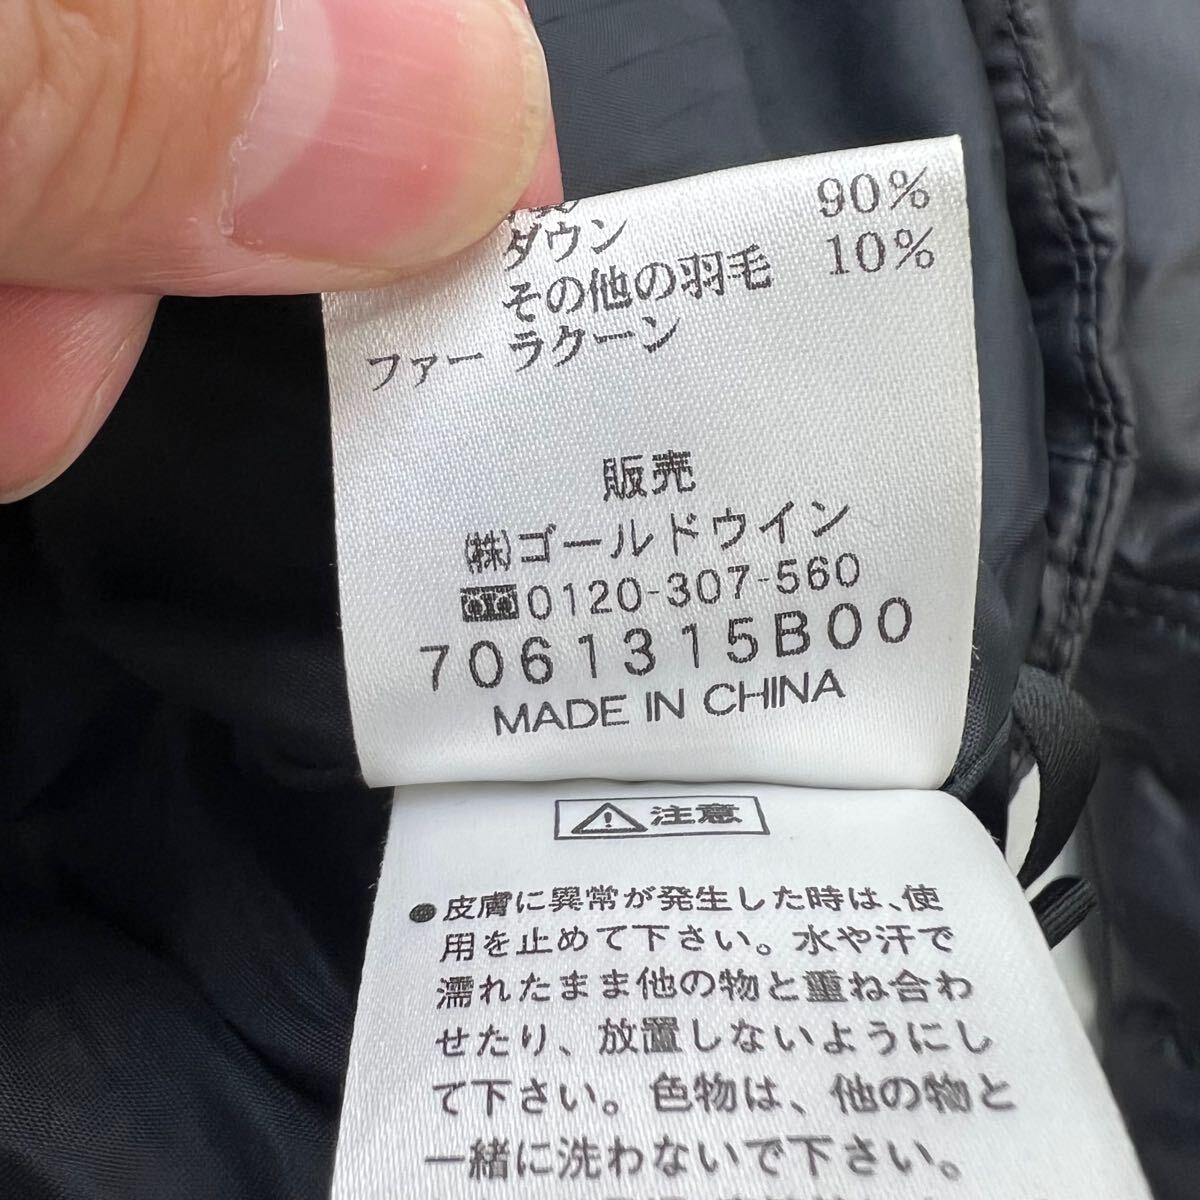 ダウン 90%
その他の羽毛 10%
ファー ラクーン
販売
(株)ゴールドウイン
0120-307-560
7061315B00
MADE IN CHINA
注意
●皮膚に異常が発生した時は、使
用を止めて下さい。水や汗で
濡れたまま他の物と重ね合わ
せたり、放置しないようにし
て下さい。色物は、他の物と
一緒に洗わないで下さい。